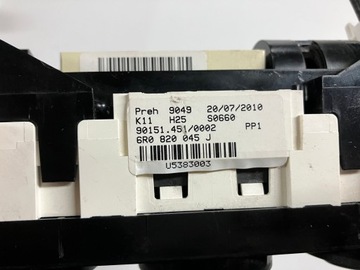 Preh 9049 20/07/2010
K11 H25 S0660
90151.451/0002 PP1
6R0 820 045 J
U5383003